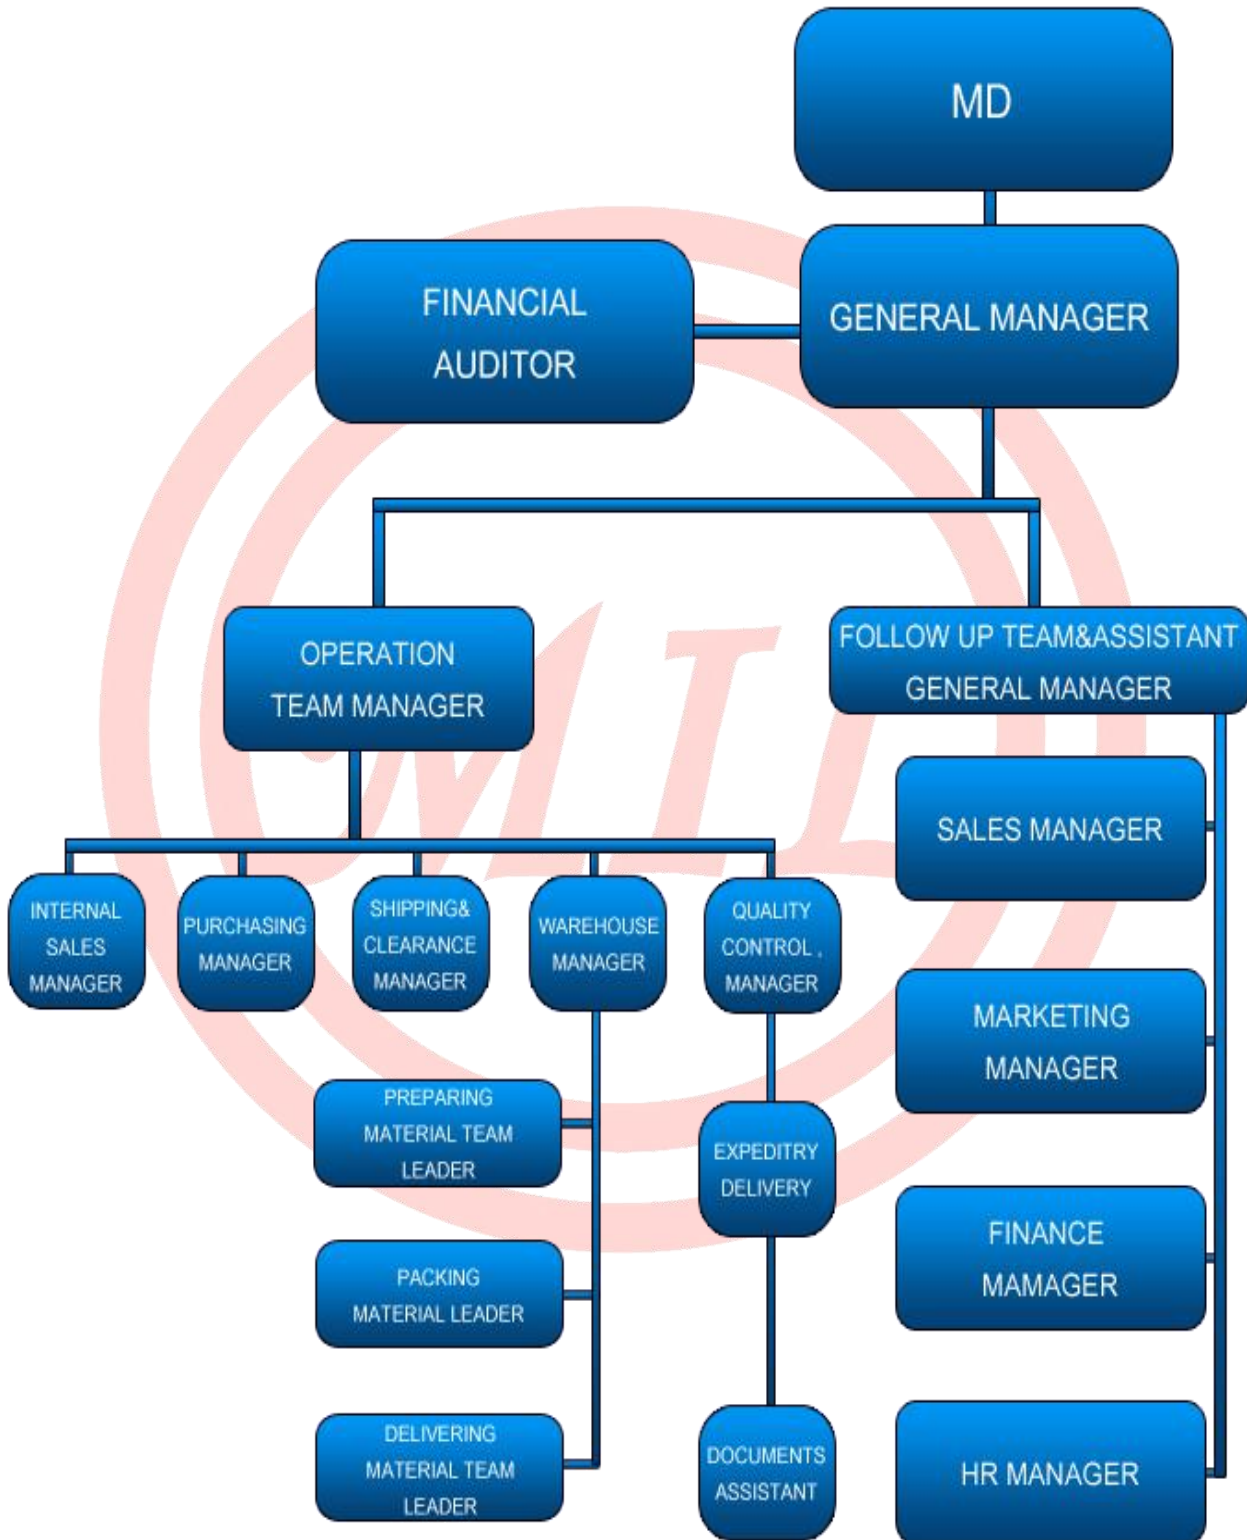 MD
FINANCIAL
AUDITOR
GENERAL MANAGER
OPERATION
TEAM MANAGER
FOLLOW UP TEAM&ASSISTANT
GENERAL MANAGER
SALES MANAGER
INTERNAL
SALES
MANAGER
PURCHASING
MANAGER
SHIPPING&
CLEARANCE
MANAGER
WAREHOUSE
MANAGER
QUALITY
CONTROL .
MANAGER
MARKETING
MANAGER
PREPARING
MATERIAL TEAM
LEADER
EXPEDITRY
DELIVERY
FINANCE
MAMAGER
PACKING
MATERIAL LEADER
DELIVERING
MATERIAL TEAM
LEADER
DOCUMENTS
ASSISTANT
HR MANAGER
MIL